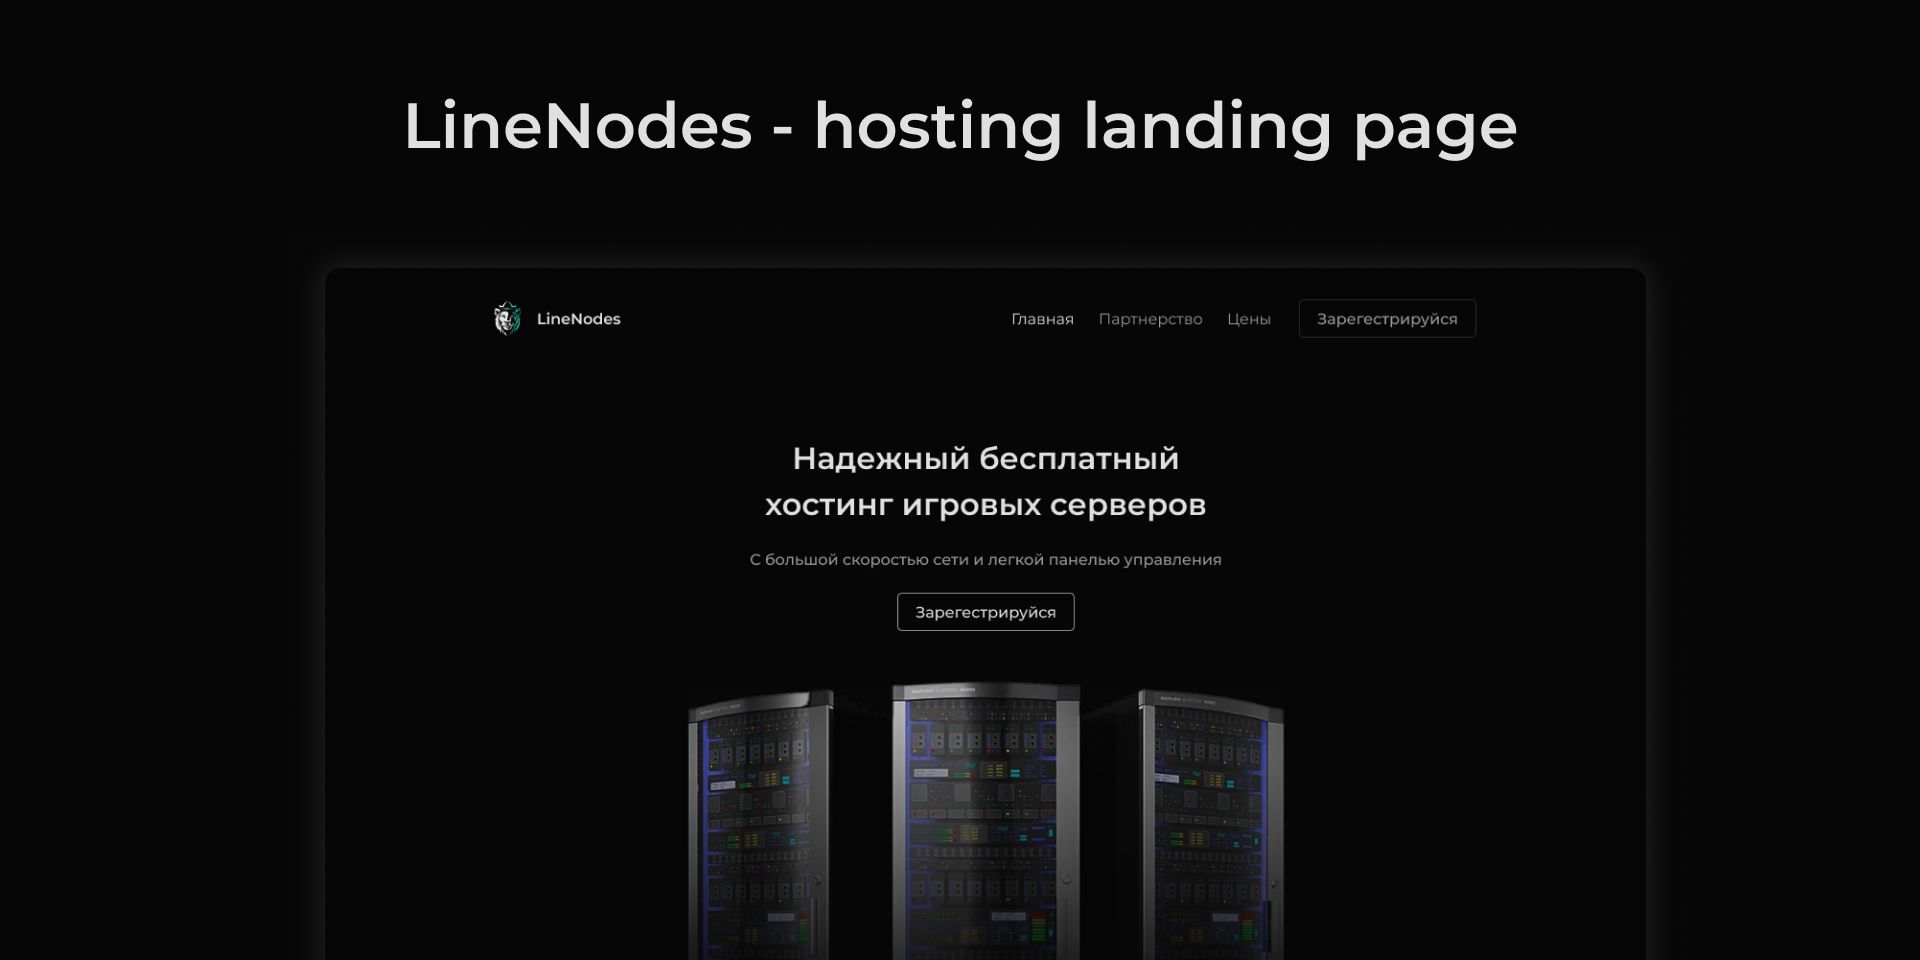 LineNodes - hosting landing page
LineNodes
Главная
Партнерство
Цены
Зарегестрируйся
Надежный бесплатный
хостинг игровых серверов
С большой скоростью сети и легкой панелью управления
Зарегестрируйся